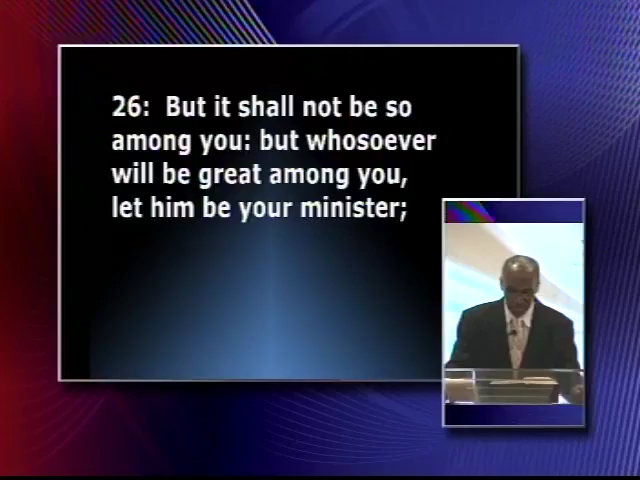 26:  But it shall not be so
among you: but whosoever
will be great among you,
let him be your minister;